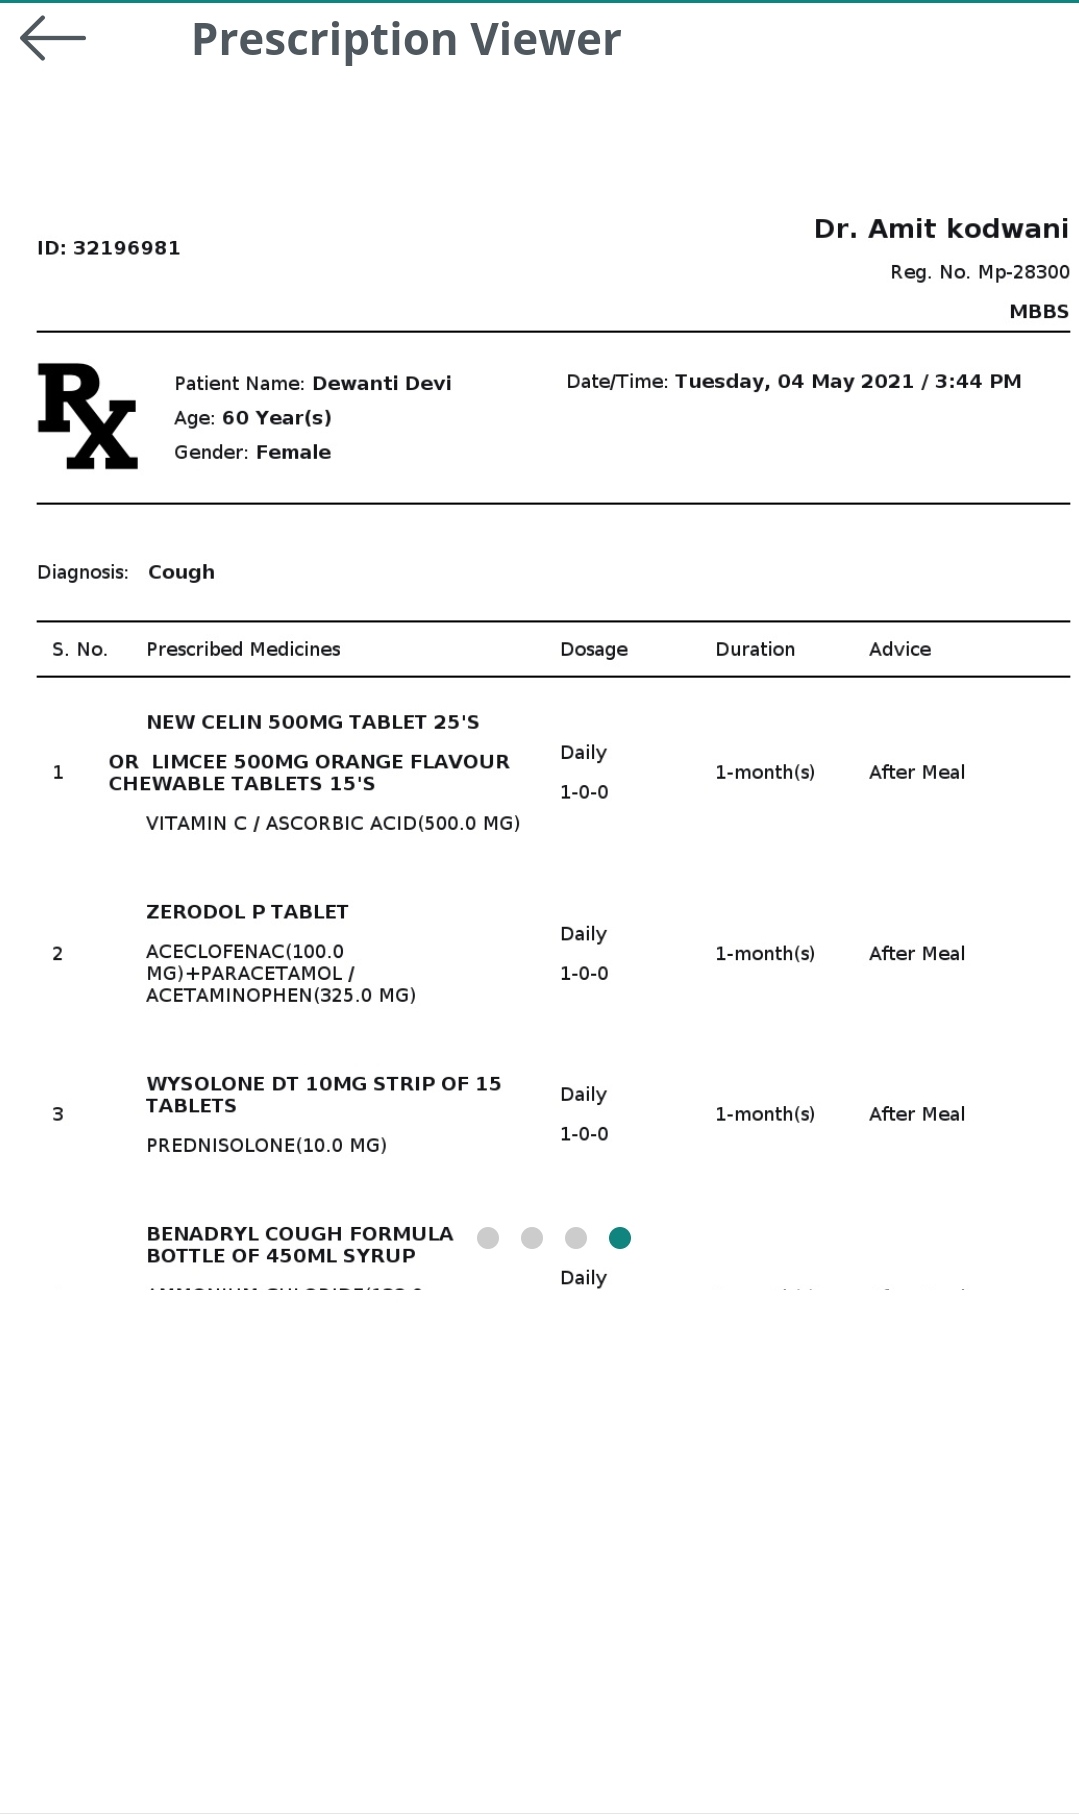 Prescription Viewer
ID: 32196981
Dr. Amit kodwani
Reg. No. Mp-28300
MBBS
Rx
Patient Name: Dewanti Devi
Age: 60 Year(s)
Gender: Female
Date/Time: Tuesday, 04 May 2021 / 3:44 PM
Diagnosis: Cough
S. No. Prescribed Medicines Dosage Duration Advice
1
NEW CELIN 500MG TABLET 25'S
OR LIMCEE 500MG ORANGE FLAVOUR
CHEWABLE TABLETS 15'S
VITAMIN C / ASCORBIC ACID(500.0 MG)
Daily
1-0-0
1-month(s)
After Meal
2
ZERODOL P TABLET
ACECLOFENAC(100.0
MG)+PARACETAMOL /
ACETAMINOPHEN(325.0 MG)
Daily
1-0-0
1-month(s)
After Meal
3
WYSOLONE DT 10MG STRIP OF 15
TABLETS
PREDNISOLONE(10.0 MG)
Daily
1-0-0
1-month(s)
After Meal
BENADRYL COUGH FORMULA
BOTTLE OF 450ML SYRUP
Daily